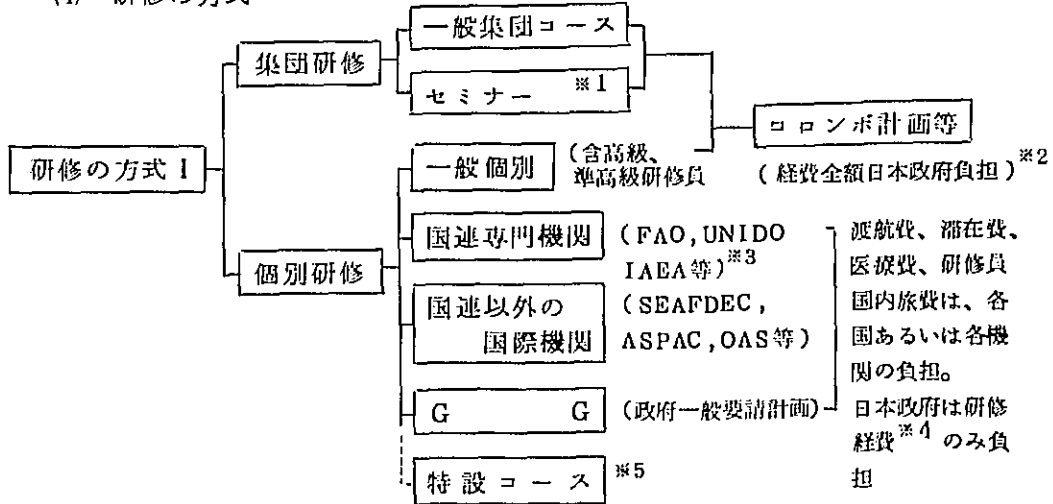 (1) 研修の方式
一般集団コース
集団研修
セミナー ※1
コロンボ計画等
研修の方式 I
一般個別 (含高級、
準高級研修員
(経費全額日本政府負担)※2
国連専門機関 (FAO, UNIDO
IAEA等)※3
個別研修
国連以外の
国際機関
(SEAFDEC,
ASPAC, OAS等)
G G (政府一般要請計画)
渡航費、滞在費、
医療費、研修員
国内旅費は、各
国あるいは各機
関の負担。
日本政府は研修
経費※4 のみ負
担
特設コース ※5